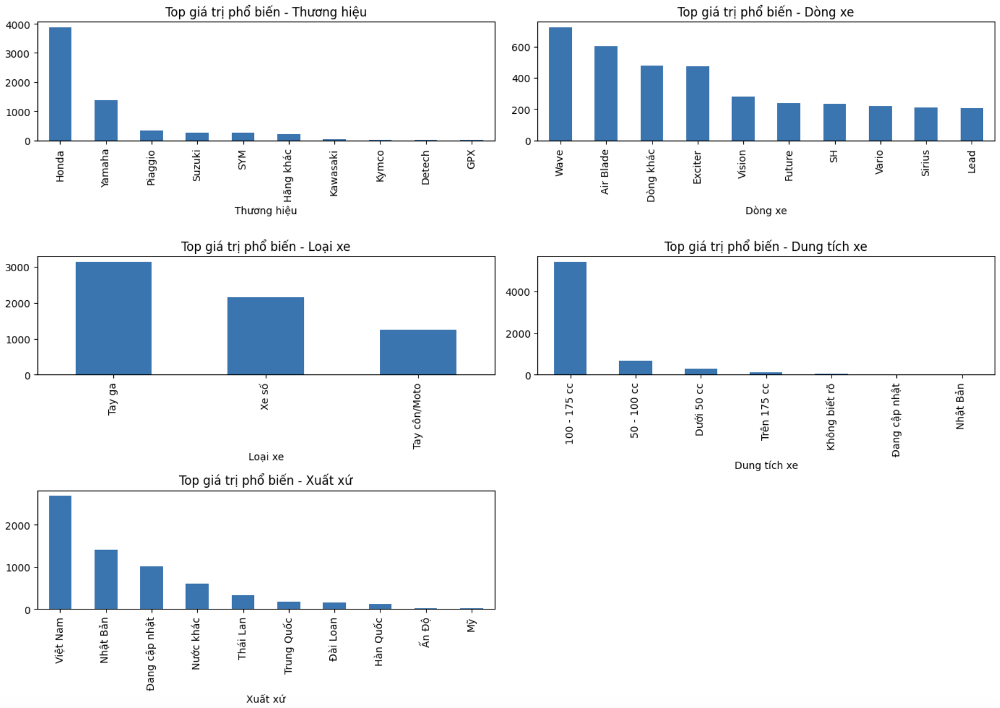 Top giá trị phổ biến - Thương hiệu
4000
3000
2000
1000
0
Honda
Yamaha
Piaggio
Suzuki
SYM
Hãng khác
Kawasaki
Kymco
Detech
GPX
Thương hiệu
Top giá trị phổ biến - Dòng xe
600
400
200
0
Wave
Air Blade
Dòng khác
Exciter
Vision
Future
SH
Vario
Sirius
Lead
Dòng xe
Top giá trị phổ biến - Loại xe
3000
2000
1000
0
Tay ga
Xe số
Tay côn/Moto
Loại xe
Top giá trị phổ biến - Dung tích xe
4000
2000
0
100 - 175 cc
50 - 100 cc
Dưới 50 cc
Trên 175 cc
Không biết rõ
Đang cập nhật
Nhật Bản
Dung tích xe
Top giá trị phổ biến - Xuất xứ
2000
1000
0
Việt Nam
Nhật Bản
Đang cập nhật
Nước khác
Thái Lan
Trung Quốc
Đài Loan
Hàn Quốc
Ấn Độ
Mỹ
Xuất xứ